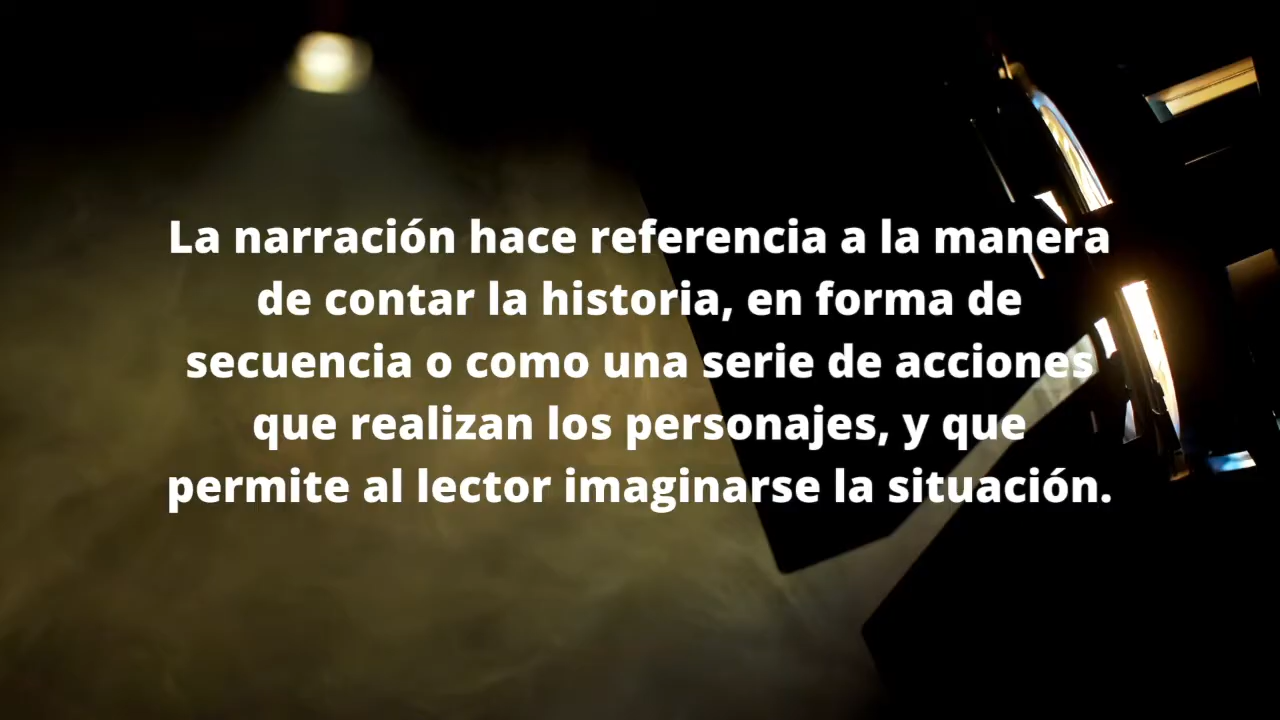 La narración hace referencia a la manera
de contar la historia, en forma de
secuencia o como una serie de acciones
que realizan los personajes, y que
permite al lector imaginarse la situación.